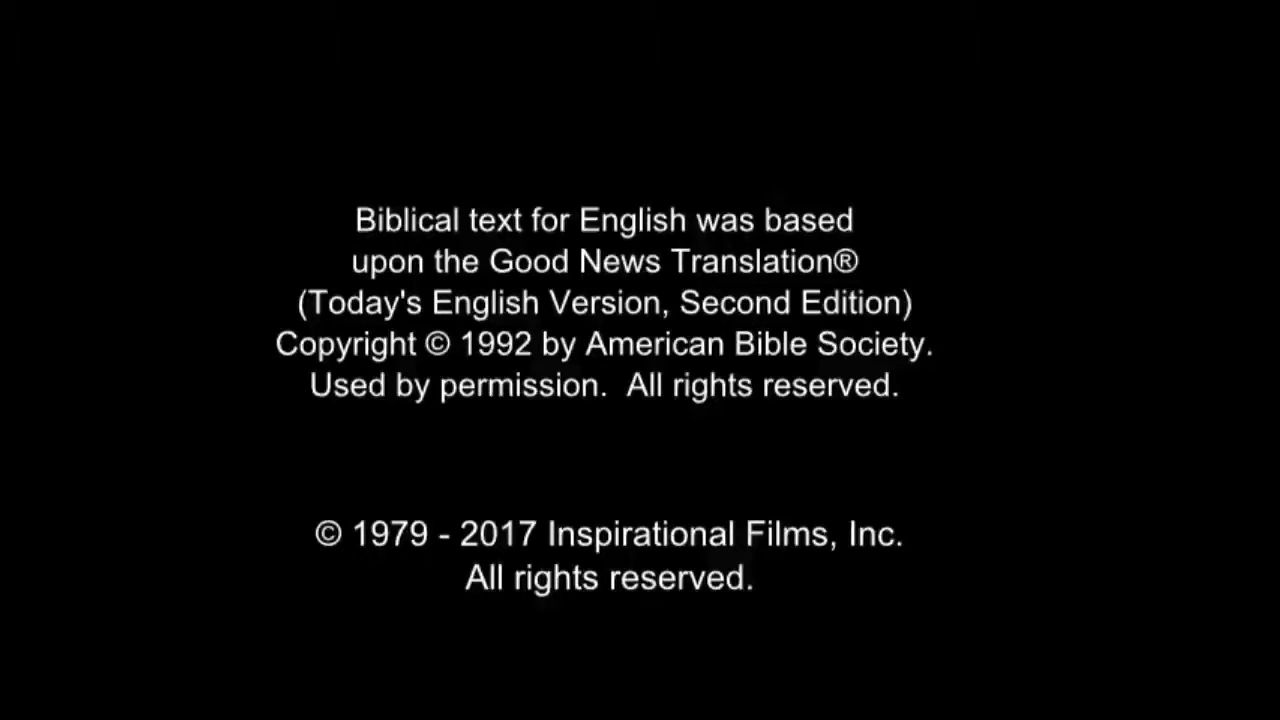 Biblical text for English was based
upon the Good News Translation®
(Today's English Version, Second Edition)
Copyright © 1992 by American Bible Society.
Used by permission.  All rights reserved.
© 1979 - 2017 Inspirational Films, Inc.
All rights reserved.